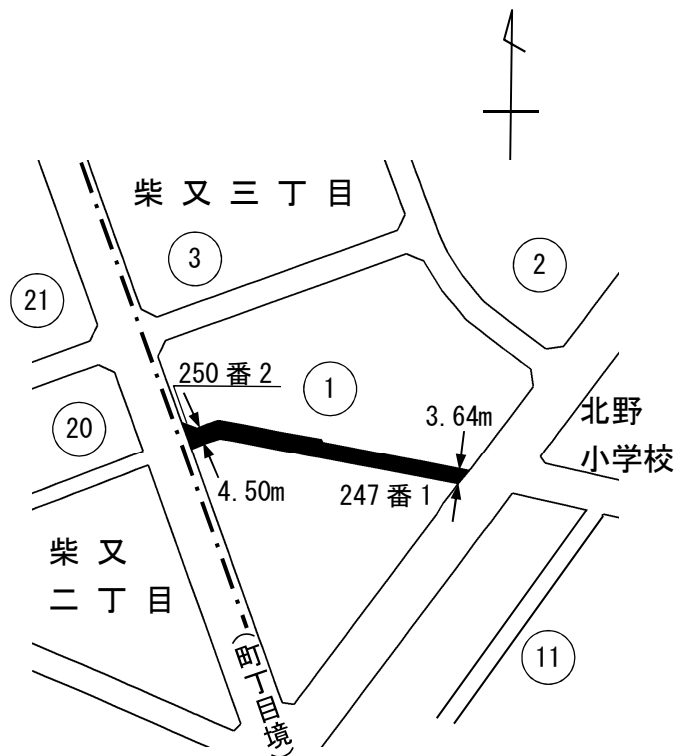 柴又三丁目
3
2
21
250番2
1
3.64m
北野
小学校
20
4.50m
247番1
柴又
二丁目
(町丁目境)
11